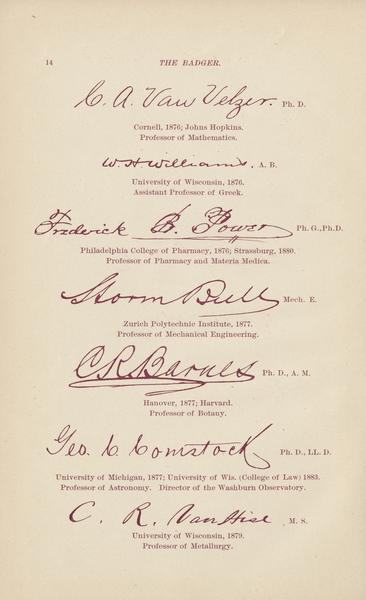 14
THE BADGER.
C. A. Van Velzer. Ph. D.
Cornell, 1876; Johns Hopkins.
Professor of Mathematics.
W H Williams, A. B.
University of Wisconsin, 1876.
Assistant Professor of Greek.
Frederick B. Power Ph. G., Ph.D.
Philadelphia College of Pharmacy, 1876; Strassburg, 1880.
Professor of Pharmacy and Materia Medica.
Storm Bull Mech. E.
Zurich Polytechnic Institute, 1877.
Professor of Mechanical Engineering.
C R Barnes Ph. D., A. M.
Hanover, 1877; Harvard.
Professor of Botany.
Geo. C Comstock Ph. D., LL. D.
University of Michigan, 1877; University of Wis. (College of Law) 1883.
Professor of Astronomy. Director of the Washburn Observatory.
C. R. Van Hise M. S.
University of Wisconsin, 1879.
Professor of Metallurgy.